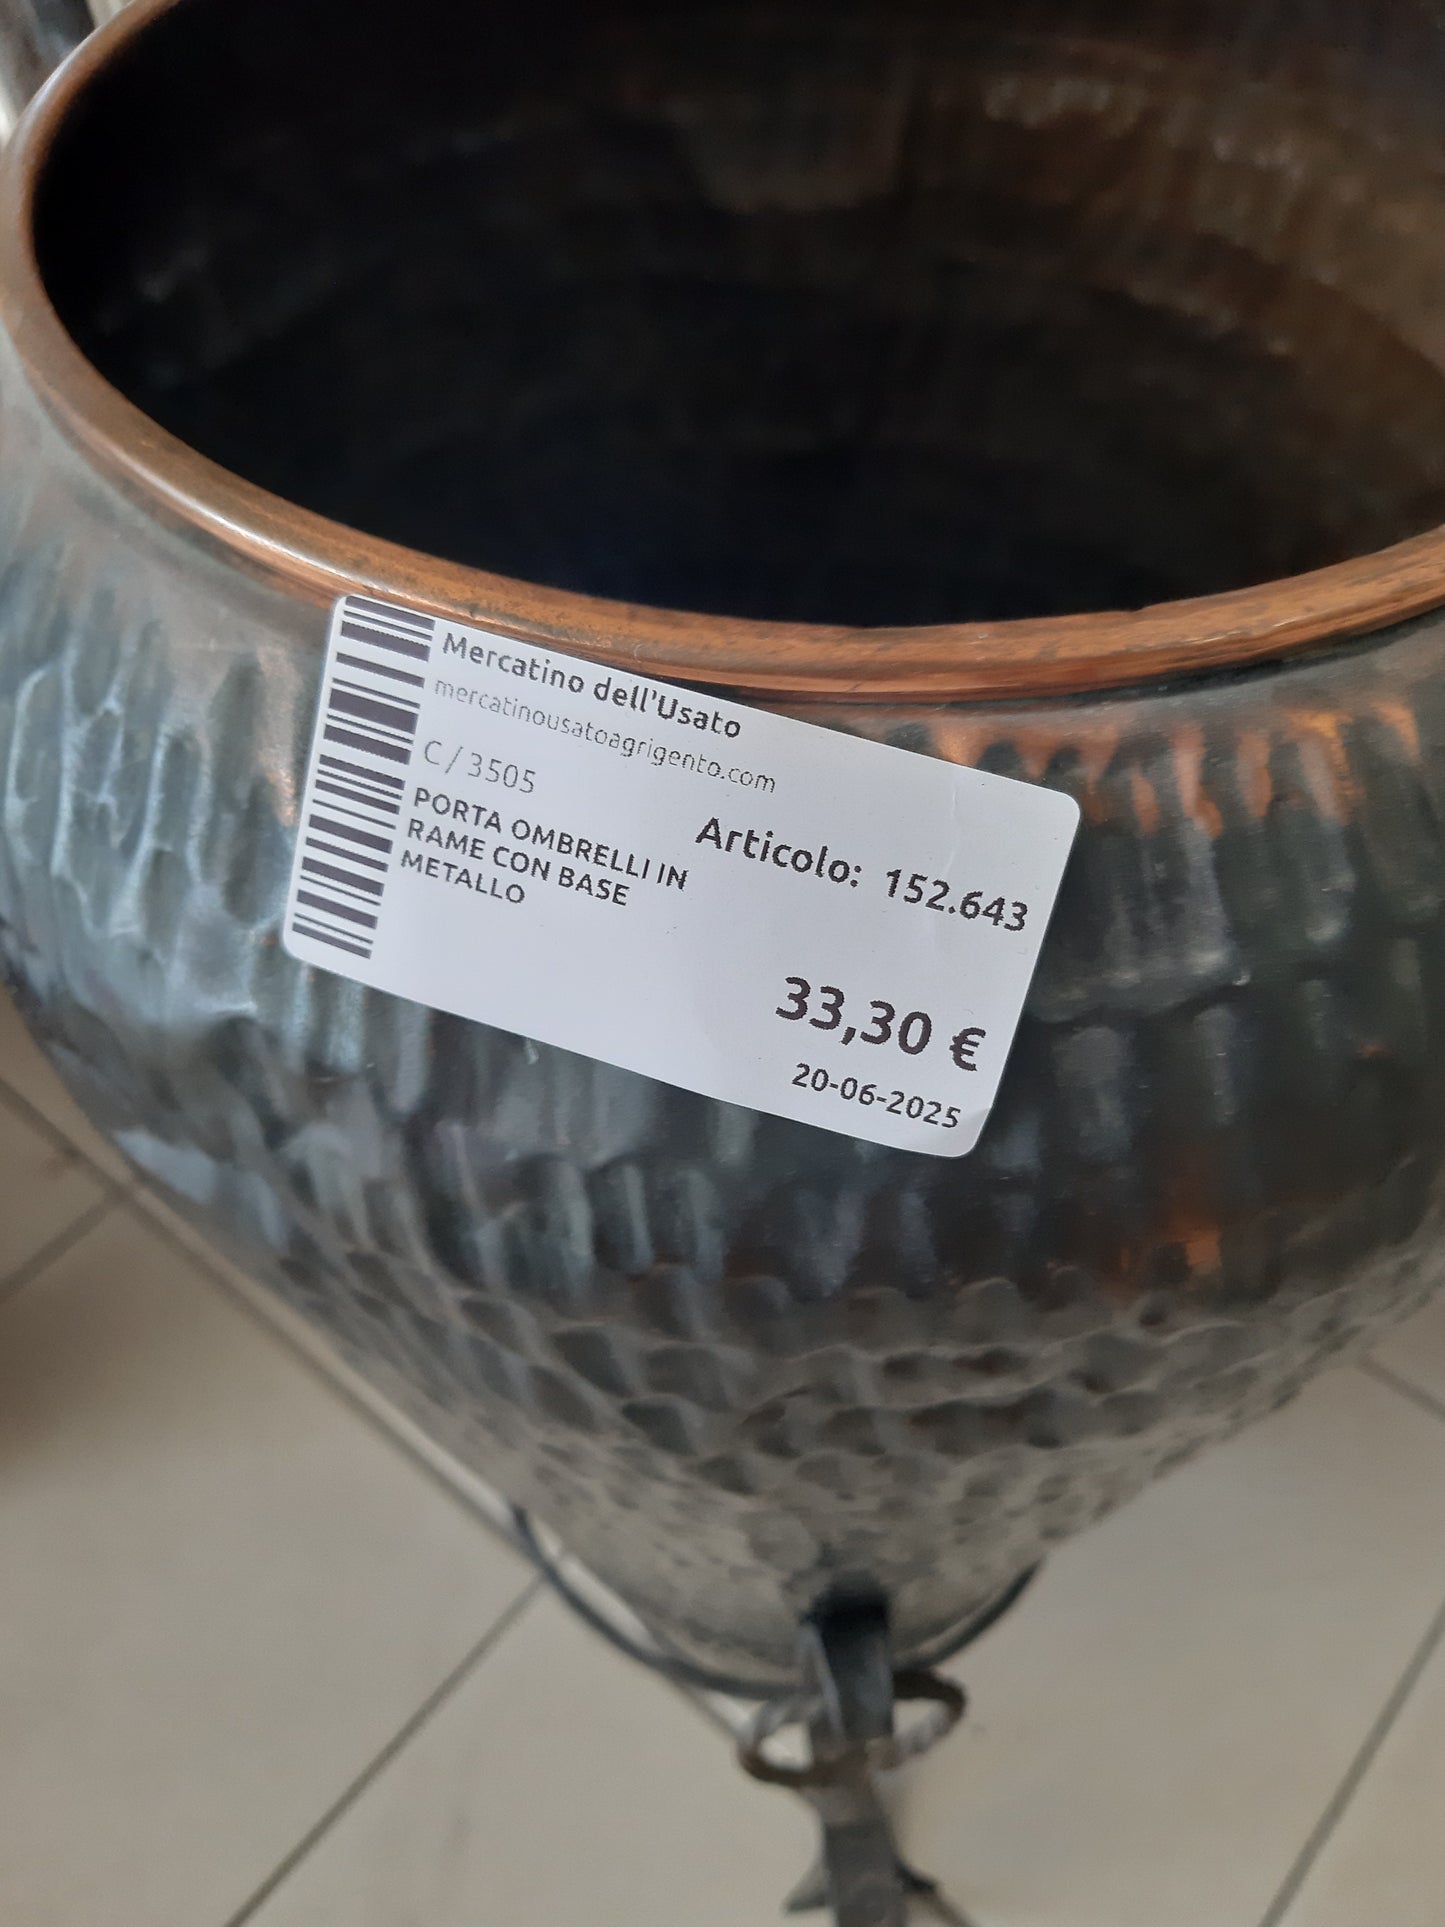 Mercatino dell'Usato
mercatinousatoagrigento.com
C/3505
PORTA OMBRELLI IN
RAME CON BASE
METALLO
Articolo: 152.643
33,30 €
20-06-2025